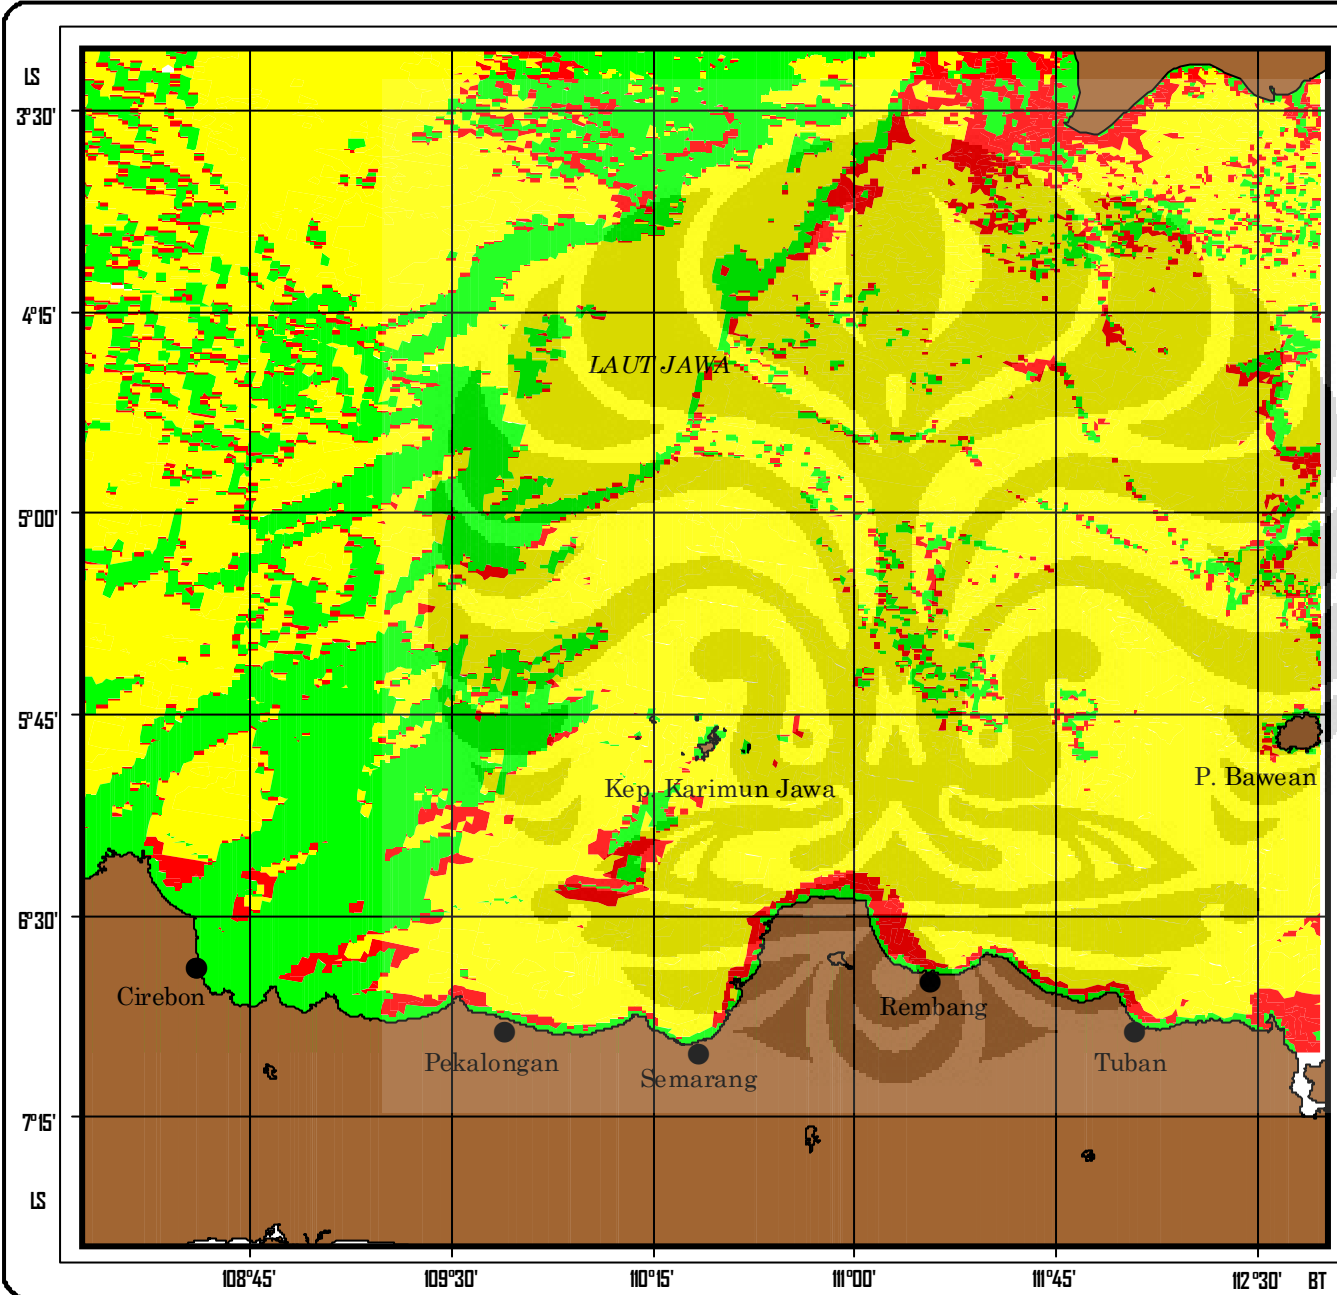 LS
3°30'
4°15'
LAUT JAWA
5°00'
5°45'
Kep. Karimun Jawa
P. Bawean
6°30'
Cirebon
Rembang
Pekalongan
Semarang
Tuban
7°15'
LS
108°45'
109°30'
110°15'
111°00'
111°45'
112°30' BT